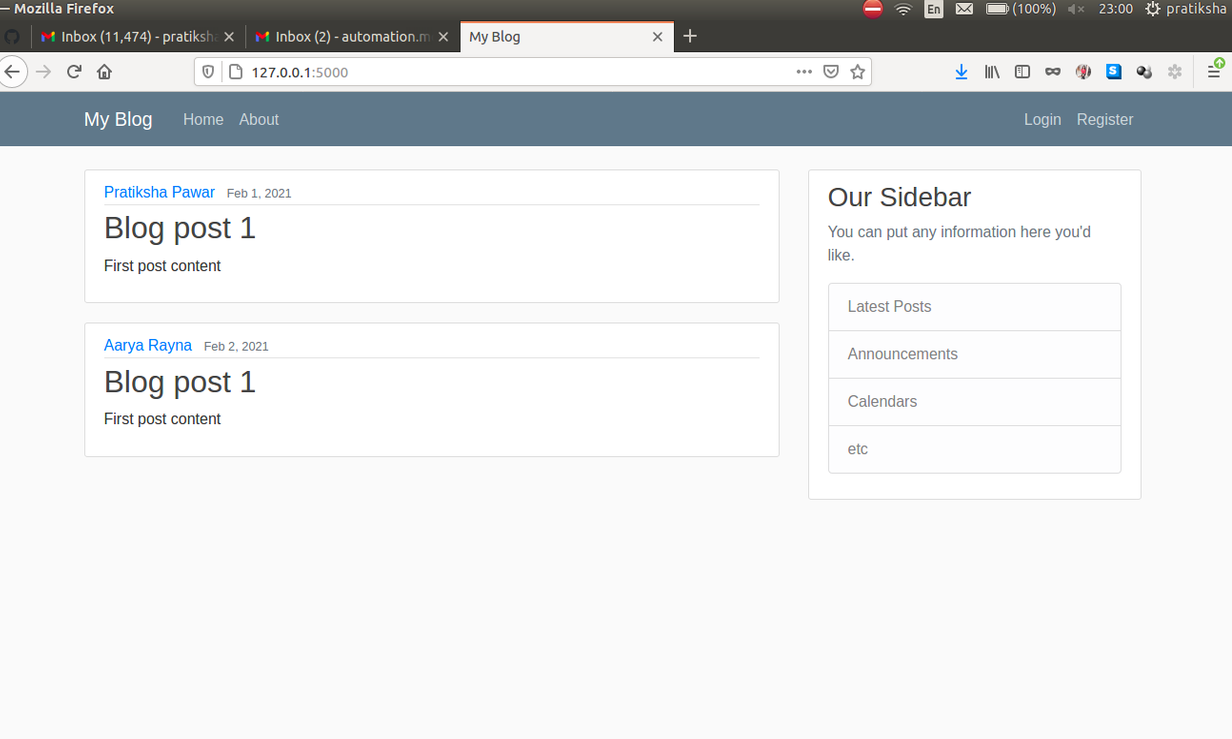 — Mozilla Firefox
En
(100%)
23:00
pratiksha
Inbox (11,474) - pratiksha
Inbox (2) - automation.m
My Blog
127.0.0.1:5000
S
My Blog
Home
About
Login
Register
Pratiksha Pawar Feb 1, 2021
Blog post 1
First post content
Aarya Rayna Feb 2, 2021
Blog post 1
First post content
Our Sidebar
You can put any information here you'd
like.
Latest Posts
Announcements
Calendars
etc